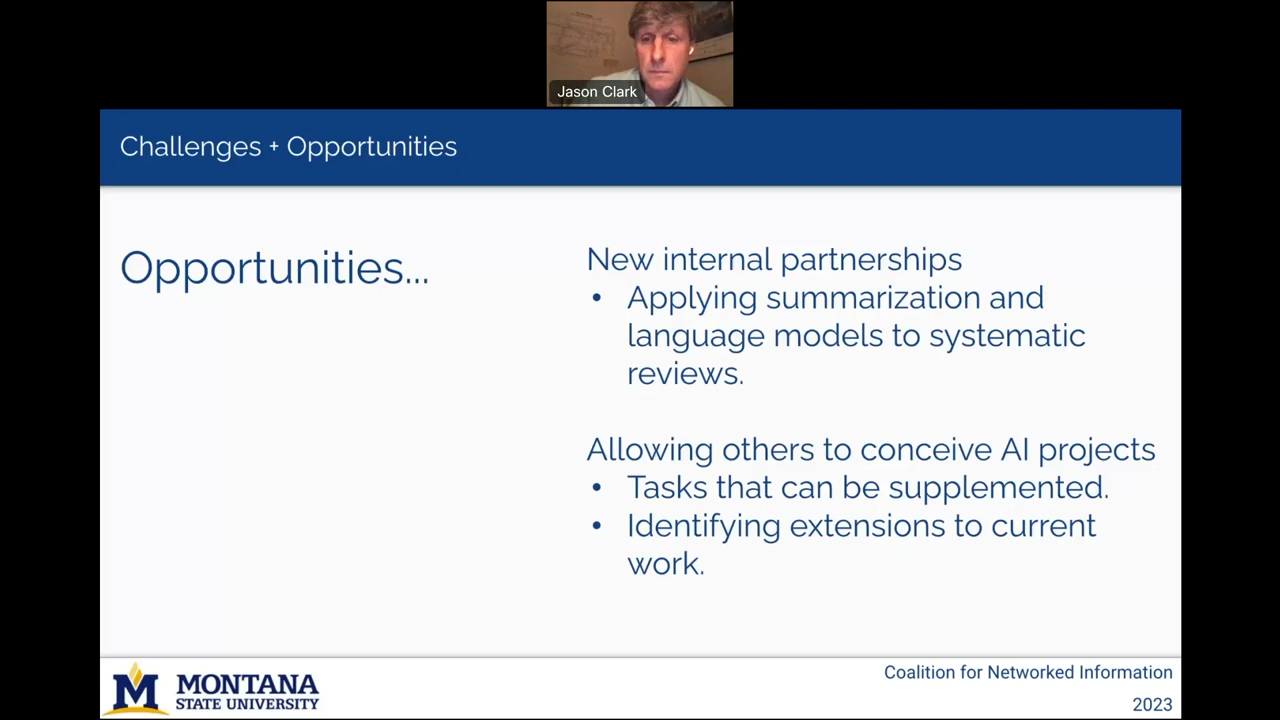 Jason Clark
Challenges + Opportunities
Opportunities...
New internal partnerships
• Applying summarization and
language models to systematic
reviews.
Allowing others to conceive AI projects
• Tasks that can be supplemented.
• Identifying extensions to current
work.
M MONTANA
STATE UNIVERSITY
Coalition for Networked Information
2023